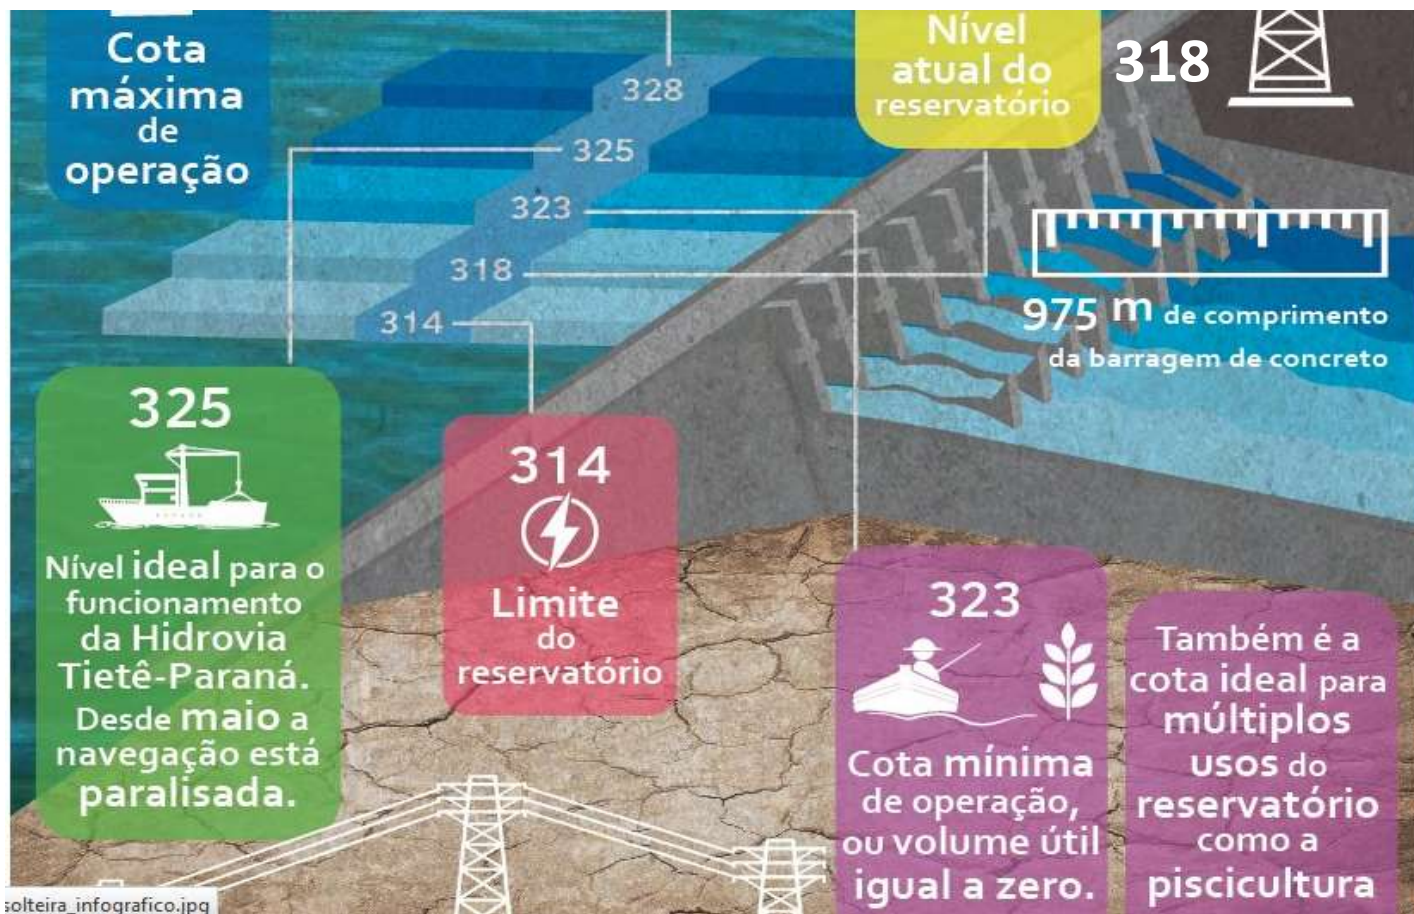 Cota
máxima
de
operação
Nível
atual do
reservatório
318
328
325
323
318
314
975 m de comprimento
da barragem de concreto
325
Nível ideal para o
funcionamento
da Hidrovia
Tietê-Paraná.
Desde maio a
navegação está
paralisada.
314
Limite
do
reservatório
323
Cota mínima
de operação,
ou volume útil
igual a zero.
Também é a
cota ideal para
múltiplos
usos do
reservatório
como a
piscicultura
solteira_infografico.jpg